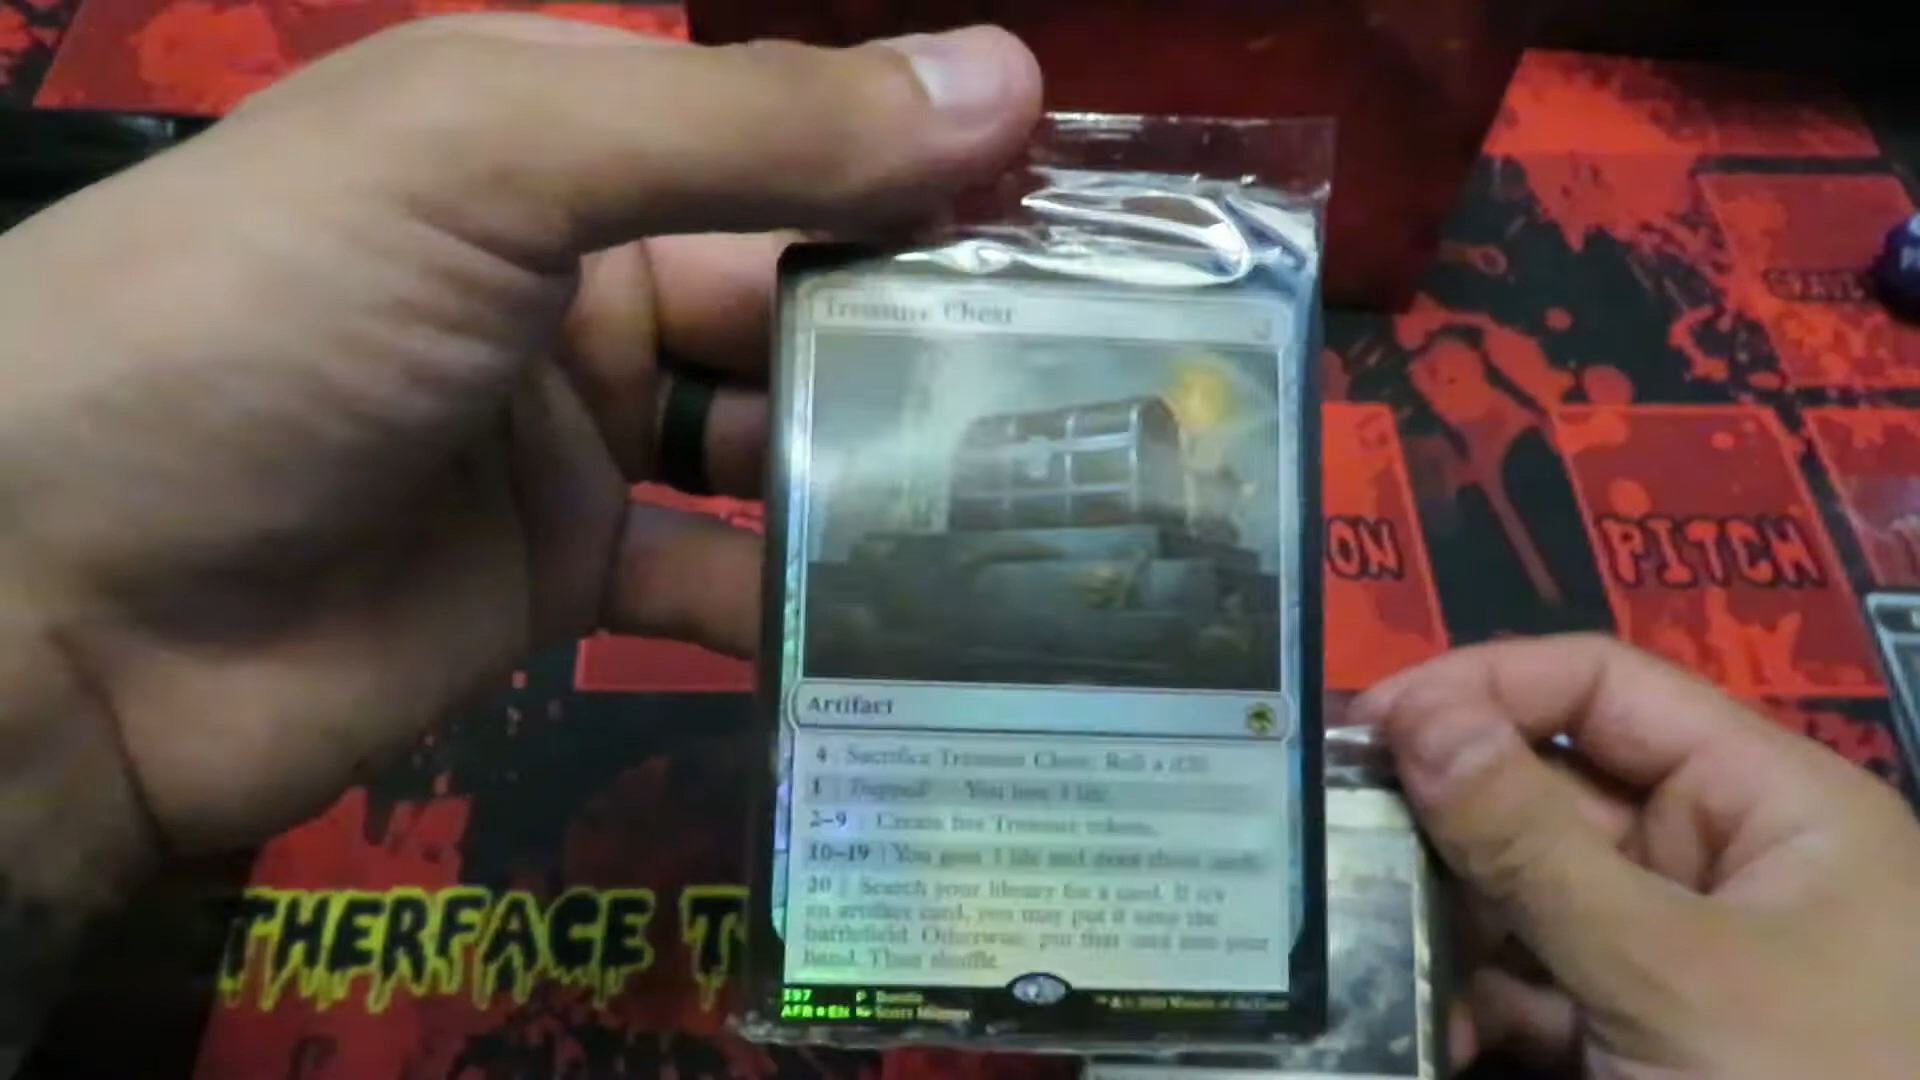 Treasure Chest
Artifact
4 Sacrifice Treasure Chest: Roll a d20.
1 | Trapped! — You lose 3 life.
2–9 | Create five Treasure tokens.
10–19 | You gain 3 life and draw three cards.
20 | Search your library for a card. If it's
an artifact card, you may put it onto the
battlefield. Otherwise, put that card into your
hand. Then shuffle.
397 P
AFR EN
ON
PITCH
THERFACE T